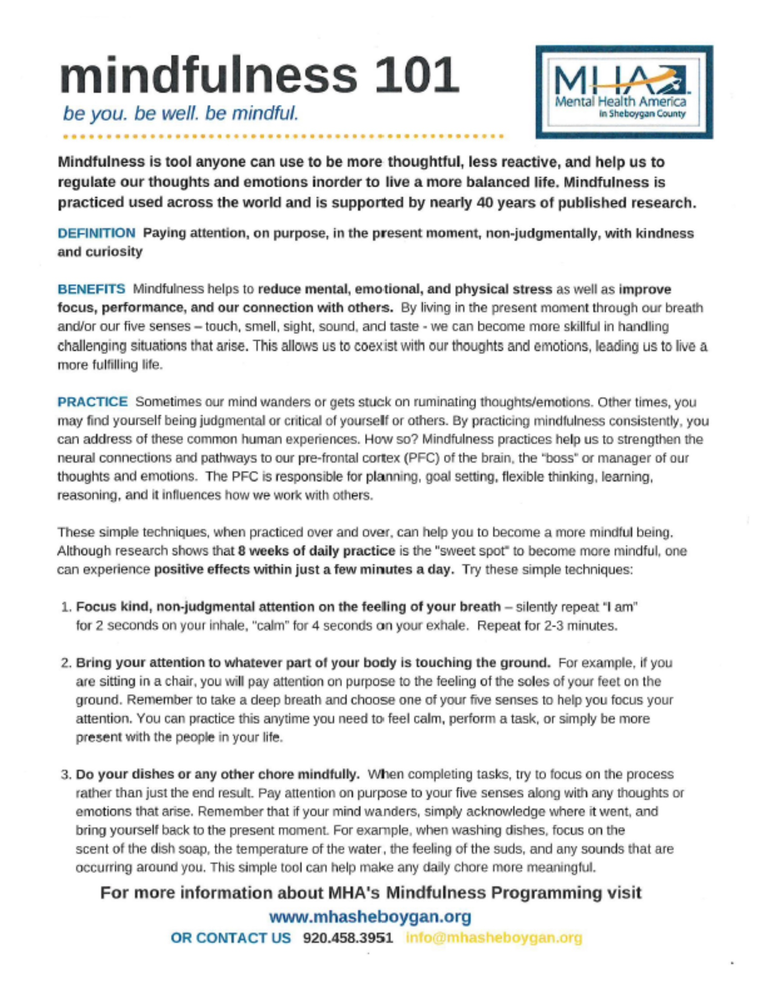 mindfulness 101
be you. be well. be mindful.
MHA
Mental Health America
in Sheboygan County
Mindfulness is tool anyone can use to be more thoughtful, less reactive, and help us to
regulate our thoughts and emotions inorder to live a more balanced life. Mindfulness is
practiced used across the world and is supported by nearly 40 years of published research.
DEFINITION Paying attention, on purpose, in the present moment, non-judgmentally, with kindness
and curiosity
BENEFITS Mindfulness helps to reduce mental, emotional, and physical stress as well as improve
focus, performance, and our connection with others. By living in the present moment through our breath
and/or our five senses – touch, smell, sight, sound, and taste - we can become more skillful in handling
challenging situations that arise. This allows us to coexist with our thoughts and emotions, leading us to live a
more fulfilling life.
PRACTICE Sometimes our mind wanders or gets stuck on ruminating thoughts/emotions. Other times, you
may find yourself being judgmental or critical of yourself or others. By practicing mindfulness consistently, you
can address of these common human experiences. How so? Mindfulness practices help us to strengthen the
neural connections and pathways to our pre-frontal cortex (PFC) of the brain, the "boss" or manager of our
thoughts and emotions. The PFC is responsible for planning, goal setting, flexible thinking, learning,
reasoning, and it influences how we work with others.
These simple techniques, when practiced over and over, can help you to become a more mindful being.
Although research shows that 8 weeks of daily practice is the "sweet spot" to become more mindful, one
can experience positive effects within just a few minutes a day. Try these simple techniques:
1. Focus kind, non-judgmental attention on the feeling of your breath – silently repeat "I am"
for 2 seconds on your inhale, "calm" for 4 seconds on your exhale. Repeat for 2-3 minutes.
2. Bring your attention to whatever part of your body is touching the ground. For example, if you
are sitting in a chair, you will pay attention on purpose to the feeling of the soles of your feet on the
ground. Remember to take a deep breath and choose one of your five senses to help you focus your
attention. You can practice this anytime you need to feel calm, perform a task, or simply be more
present with the people in your life.
3. Do your dishes or any other chore mindfully. When completing tasks, try to focus on the process
rather than just the end result. Pay attention on purpose to your five senses along with any thoughts or
emotions that arise. Remember that if your mind wanders, simply acknowledge where it went, and
bring yourself back to the present moment. For example, when washing dishes, focus on the
scent of the dish soap, the temperature of the water, the feeling of the suds, and any sounds that are
occurring around you. This simple tool can help make any daily chore more meaningful.
For more information about MHA's Mindfulness Programming visit
www.mhasheboygan.org
OR CONTACT US 920.458.3951 info@mhasheboygan.org